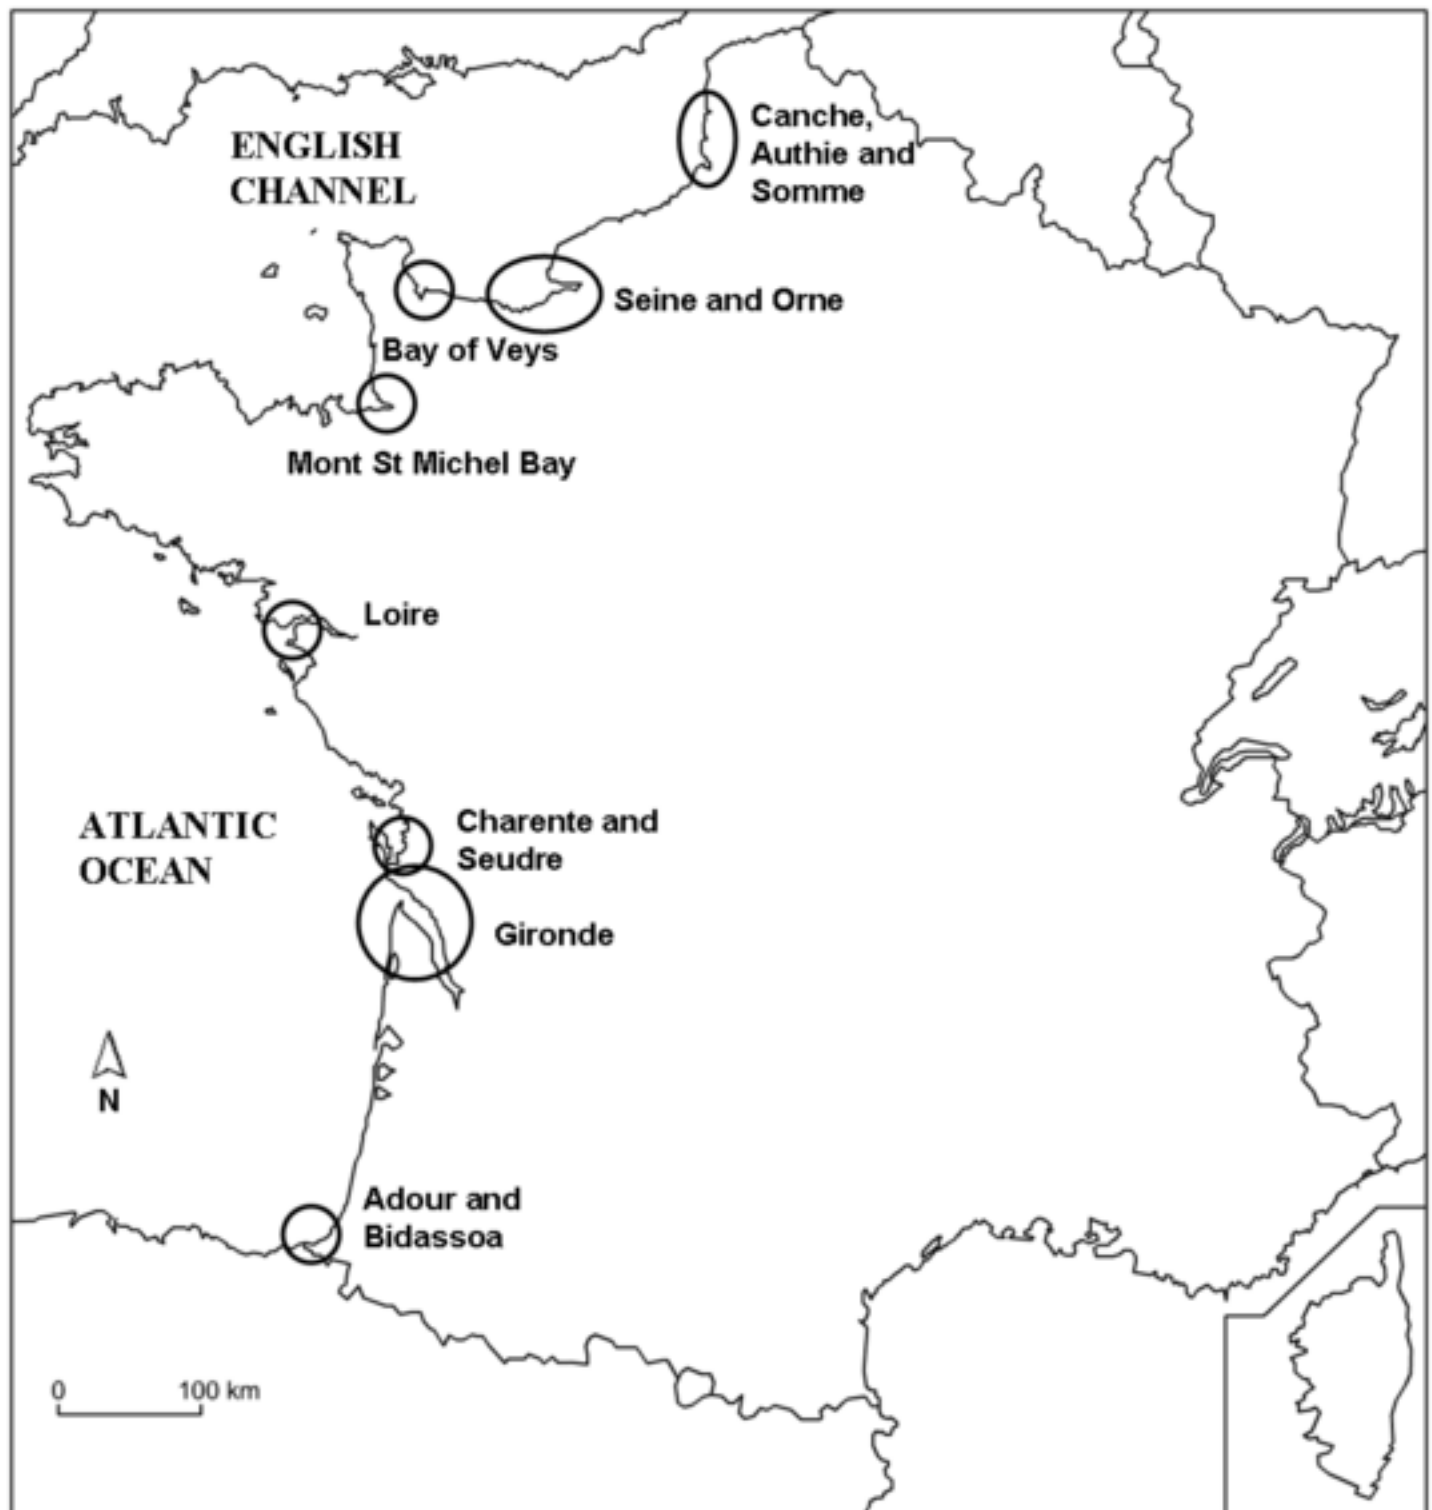 ENGLISH
CHANNEL
Canche,
Authie and
Somme
Seine and Orne
Bay of Veys
Mont St Michel Bay
Loire
ATLANTIC
OCEAN
Charente and
Seudre
Gironde
N
Adour and
Bidassoa
0 100 km